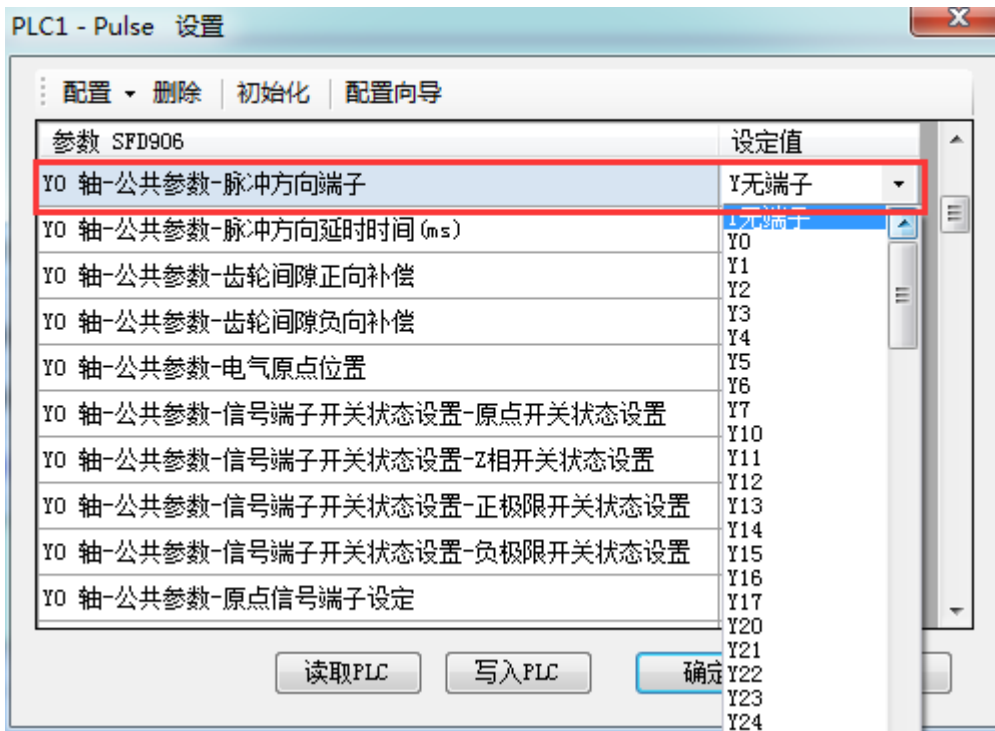 PLC1 - Pulse 设置
配置 删除 初始化 配置向导
参数 SFD906 设定值
Y0 轴-公共参数-脉冲方向端子 Y无端子
Y0 轴-公共参数-脉冲方向延时时间(ms)
Y0 轴-公共参数-齿轮间隙正向补偿
Y0 轴-公共参数-齿轮间隙负向补偿
Y0 轴-公共参数-电气原点位置
Y0 轴-公共参数-信号端子开关状态设置-原点开关状态设置
Y0 轴-公共参数-信号端子开关状态设置-Z相开关状态设置
Y0 轴-公共参数-信号端子开关状态设置-正极限开关状态设置
Y0 轴-公共参数-信号端子开关状态设置-负极限开关状态设置
Y0 轴-公共参数-原点信号端子设定
Y无端子
Y0
Y1
Y2
Y3
Y4
Y5
Y6
Y7
Y10
Y11
Y12
Y13
Y14
Y15
Y16
Y17
Y20
Y21
Y22
Y23
Y24
读取PLC 写入PLC 确定